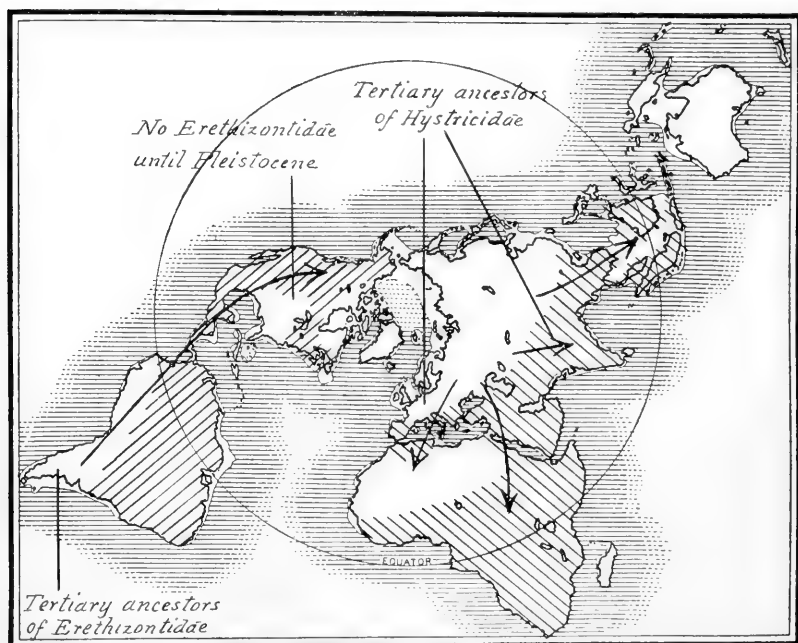 Tertiary ancestors
of Hystricidae
No Erethizontidae
until Pleistocene
EQUATOR
Tertiary ancestors
of Erethizontidae